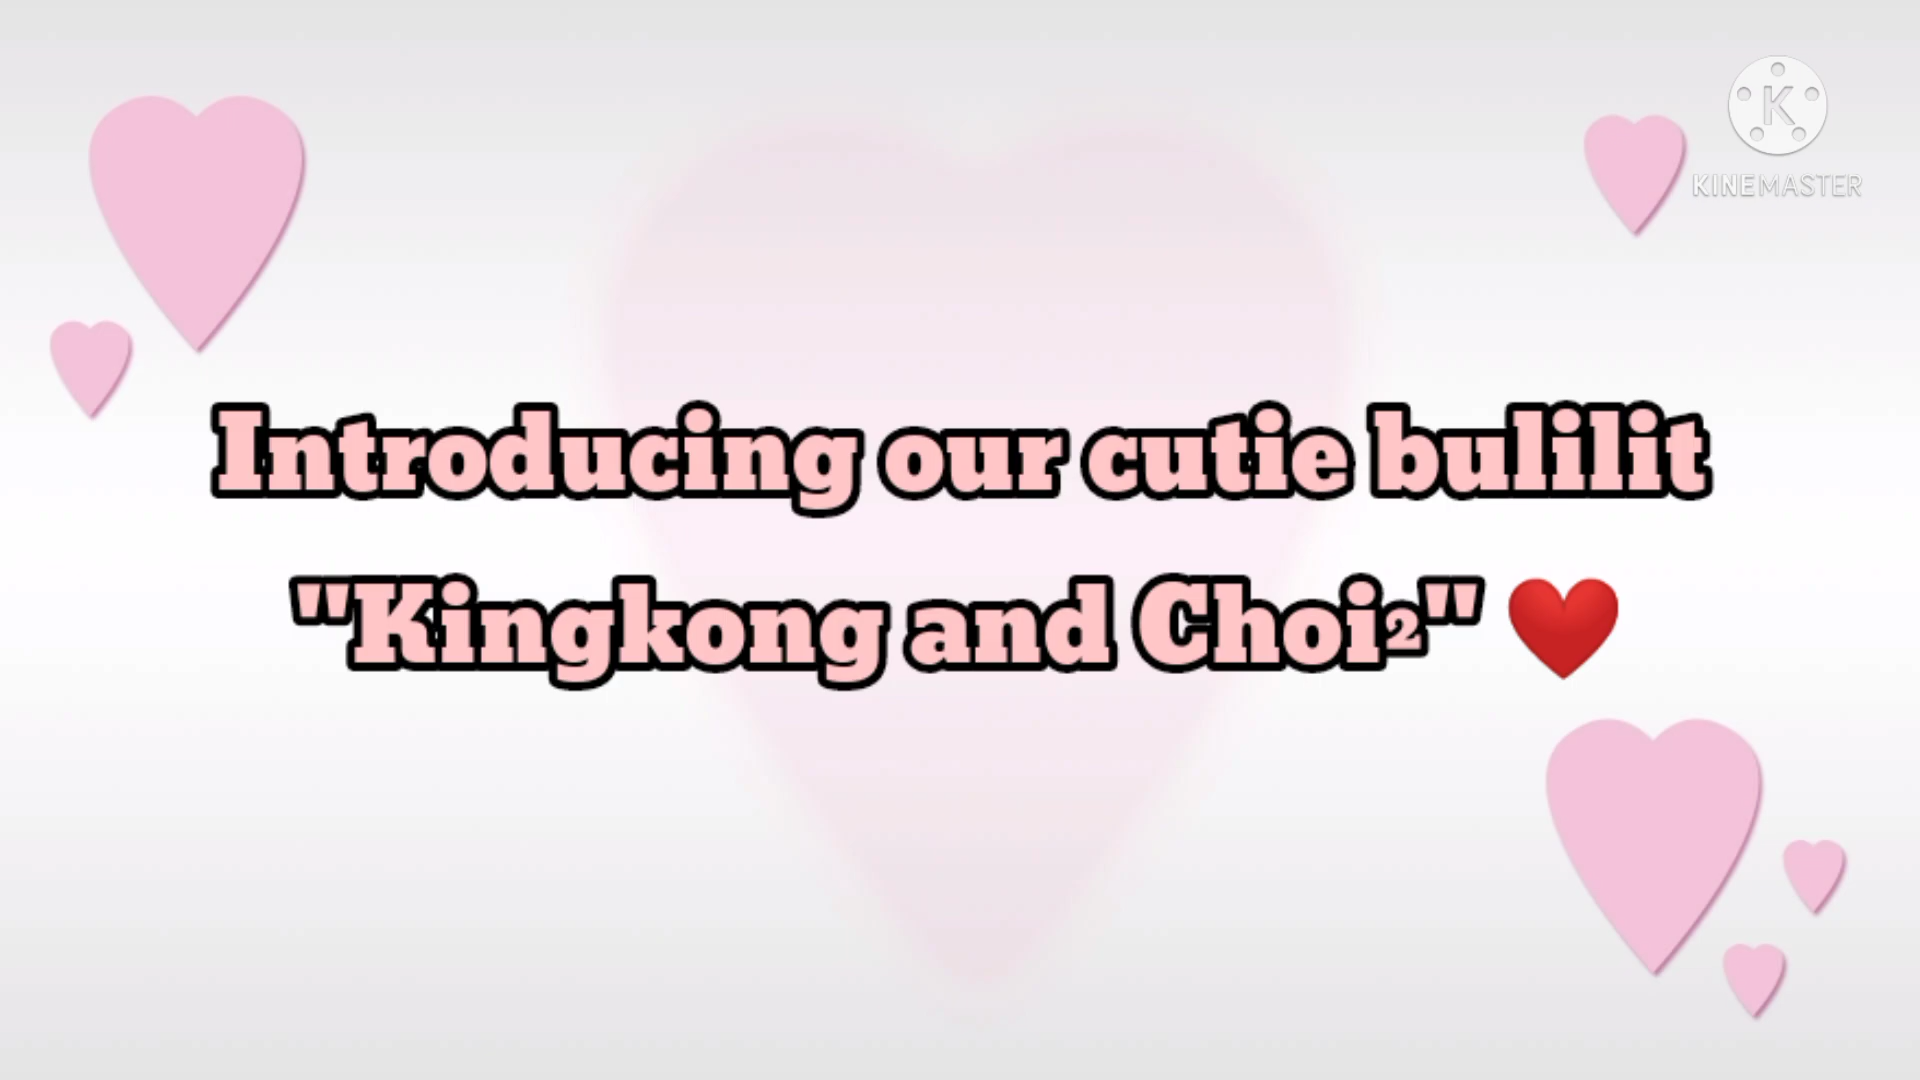 K
KINEMASTER
Introducing our cutie bulilit
"Kingkong and Choi₂" ❤️